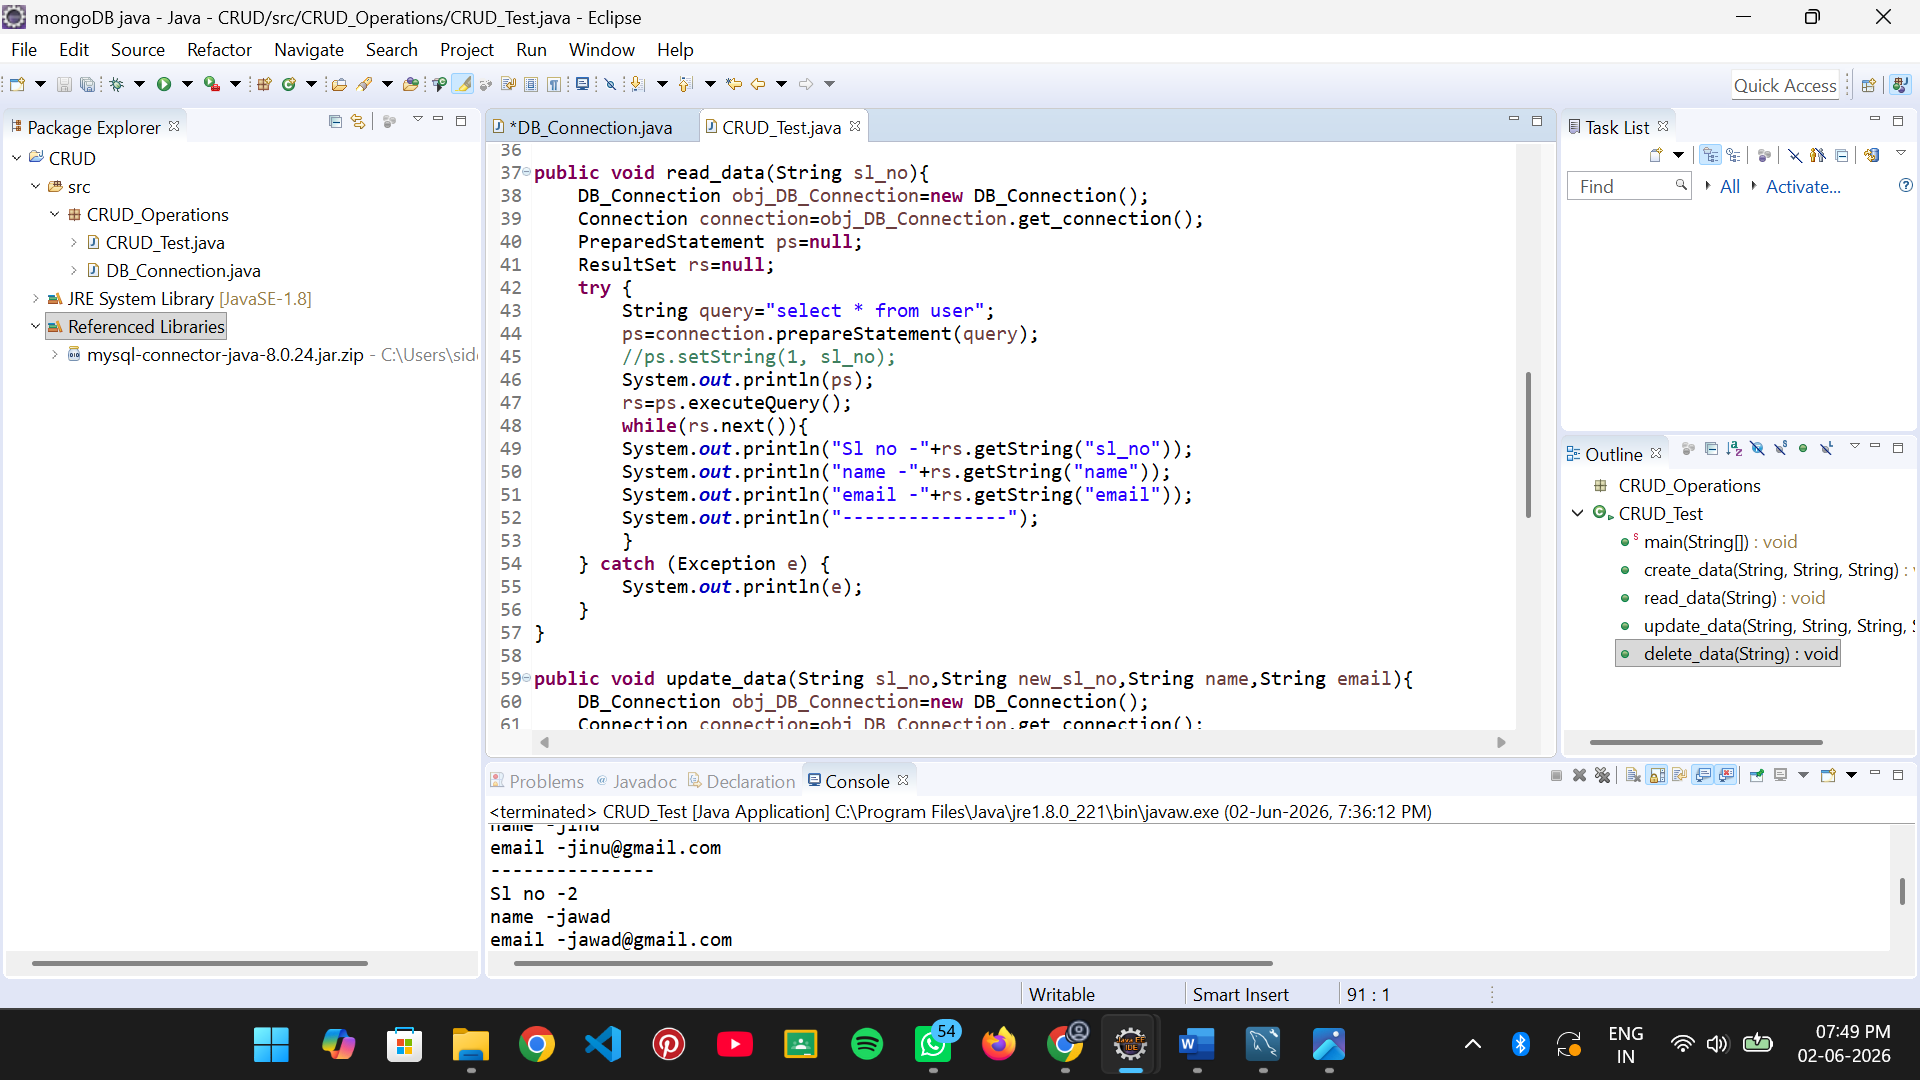 mongoDB java - Java - CRUD/src/CRUD_Operations/CRUD_Test.java - Eclipse
File Edit Source Refactor Navigate Search Project Run Window Help
Quick Access
Package Explorer
CRUD
src
CRUD_Operations
CRUD_Test.java
DB_Connection.java
JRE System Library [JavaSE-1.8]
Referenced Libraries
mysql-connector-java-8.0.24.jar.zip - C:\Users\sid
*DB_Connection.java CRUD_Test.java
36
37 public void read_data(String sl_no){
38 DB_Connection obj_DB_Connection=new DB_Connection();
39 Connection connection=obj_DB_Connection.get_connection();
40 PreparedStatement ps=null;
41 ResultSet rs=null;
42 try {
43 String query="select * from user";
44 ps=connection.prepareStatement(query);
45 //ps.setString(1, sl_no);
46 System.out.println(ps);
47 rs=ps.executeQuery();
48 while(rs.next()){
49 System.out.println("Sl no -"+rs.getString("sl_no"));
50 System.out.println("name -"+rs.getString("name"));
51 System.out.println("email -"+rs.getString("email"));
52 System.out.println("---------------");
53 }
54 } catch (Exception e) {
55 System.out.println(e);
56 }
57 }
58
59 public void update_data(String sl_no,String new_sl_no,String name,String email){
60 DB_Connection obj_DB_Connection=new DB_Connection();
61 Connection connection=obj_DB_Connection.get_connection();
Task List
Find All Activate...
Outline
CRUD_Operations
CRUD_Test
main(String[]) : void
create_data(String, String, String) :
read_data(String) : void
update_data(String, String, String,
delete_data(String) : void
Problems Javadoc Declaration Console
<terminated> CRUD_Test [Java Application] C:\Program Files\Java\jre1.8.0_221\bin\javaw.exe (02-Jun-2026, 7:36:12 PM)
name -jinu
email -jinu@gmail.com
---------------
Sl no -2
name -jawad
email -jawad@gmail.com
Writable Smart Insert 91 : 1
54
ENG
IN
07:49 PM
02-06-2026